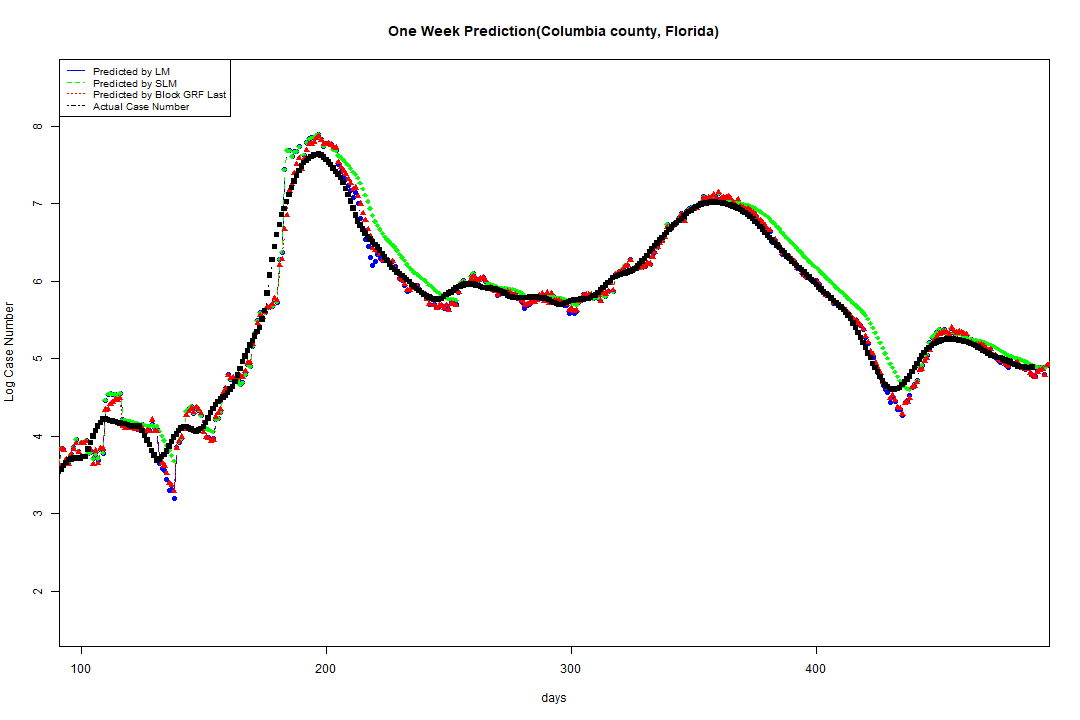 One Week Prediction(Columbia county, Florida)
Predicted by LM
Predicted by SLM
Predicted by Block GRF Last
Actual Case Number
Log Case Number
8
7
6
5
4
3
2
100 200 300 400
days